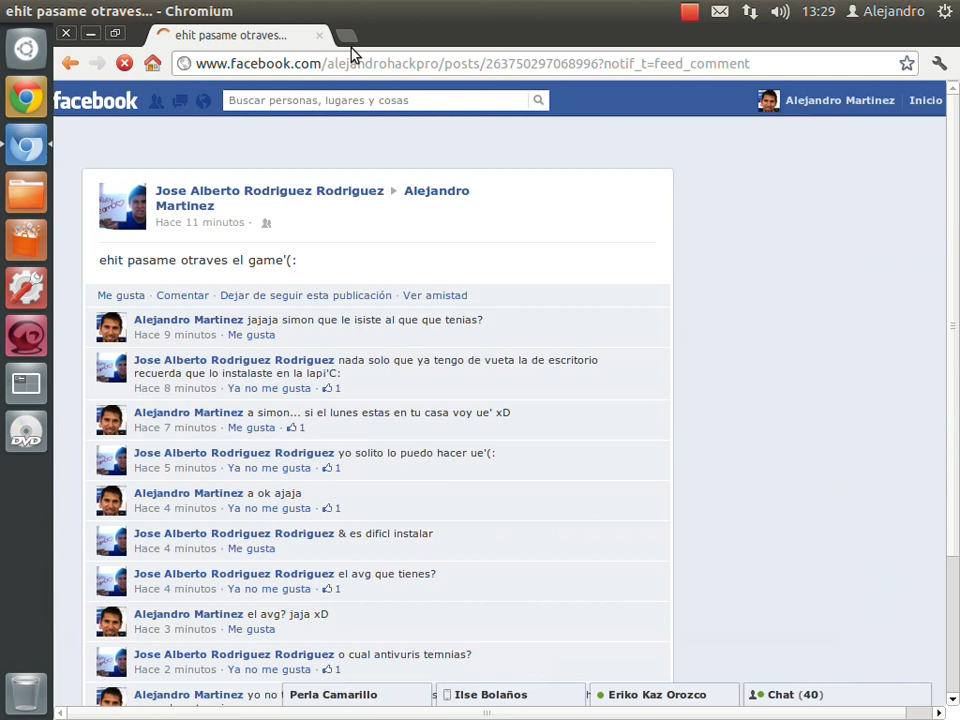 ehit pasame otraves... - Chromium
13:29 Alejandro
ehit pasame otraves...
www.facebook.com/alejandrohackpro/posts/263750297068996?notif_t=feed_comment
facebook
Buscar personas, lugares y cosas
Alejandro Martinez Inicio
Jose Alberto Rodriguez Rodriguez Alejandro
Martinez
Hace 11 minutos ·
ehit pasame otraves el game'(:
Me gusta · Comentar · Dejar de seguir esta publicación · Ver amistad
Alejandro Martinez jajaja simon que le isiste al que que tenias?
Hace 9 minutos · Me gusta
Jose Alberto Rodriguez Rodriguez nada solo que ya tengo de vueta la de escritorio
recuerda que lo instalaste en la lapi'C:
Hace 8 minutos · Ya no me gusta · 1
Alejandro Martinez a simon... si el lunes estas en tu casa voy ue' xD
Hace 7 minutos · Me gusta · 1
Jose Alberto Rodriguez Rodriguez yo solito lo puedo hacer ue'(:
Hace 5 minutos · Ya no me gusta · 1
Alejandro Martinez a ok ajaja
Hace 4 minutos · Ya no me gusta · 1
Jose Alberto Rodriguez Rodriguez & es dificl instalar
Hace 4 minutos · Me gusta
Jose Alberto Rodriguez Rodriguez el avg que tienes?
Hace 4 minutos · Ya no me gusta · 1
Alejandro Martinez el avg? jaja xD
Hace 3 minutos · Me gusta
Jose Alberto Rodriguez Rodriguez o cual antivuris temnias?
Hace 2 minutos · Ya no me gusta · 1
Alejandro Martinez yo no
Perla Camarillo
Ilse Bolaños
Eriko Kaz Orozco
Chat (40)
DVD